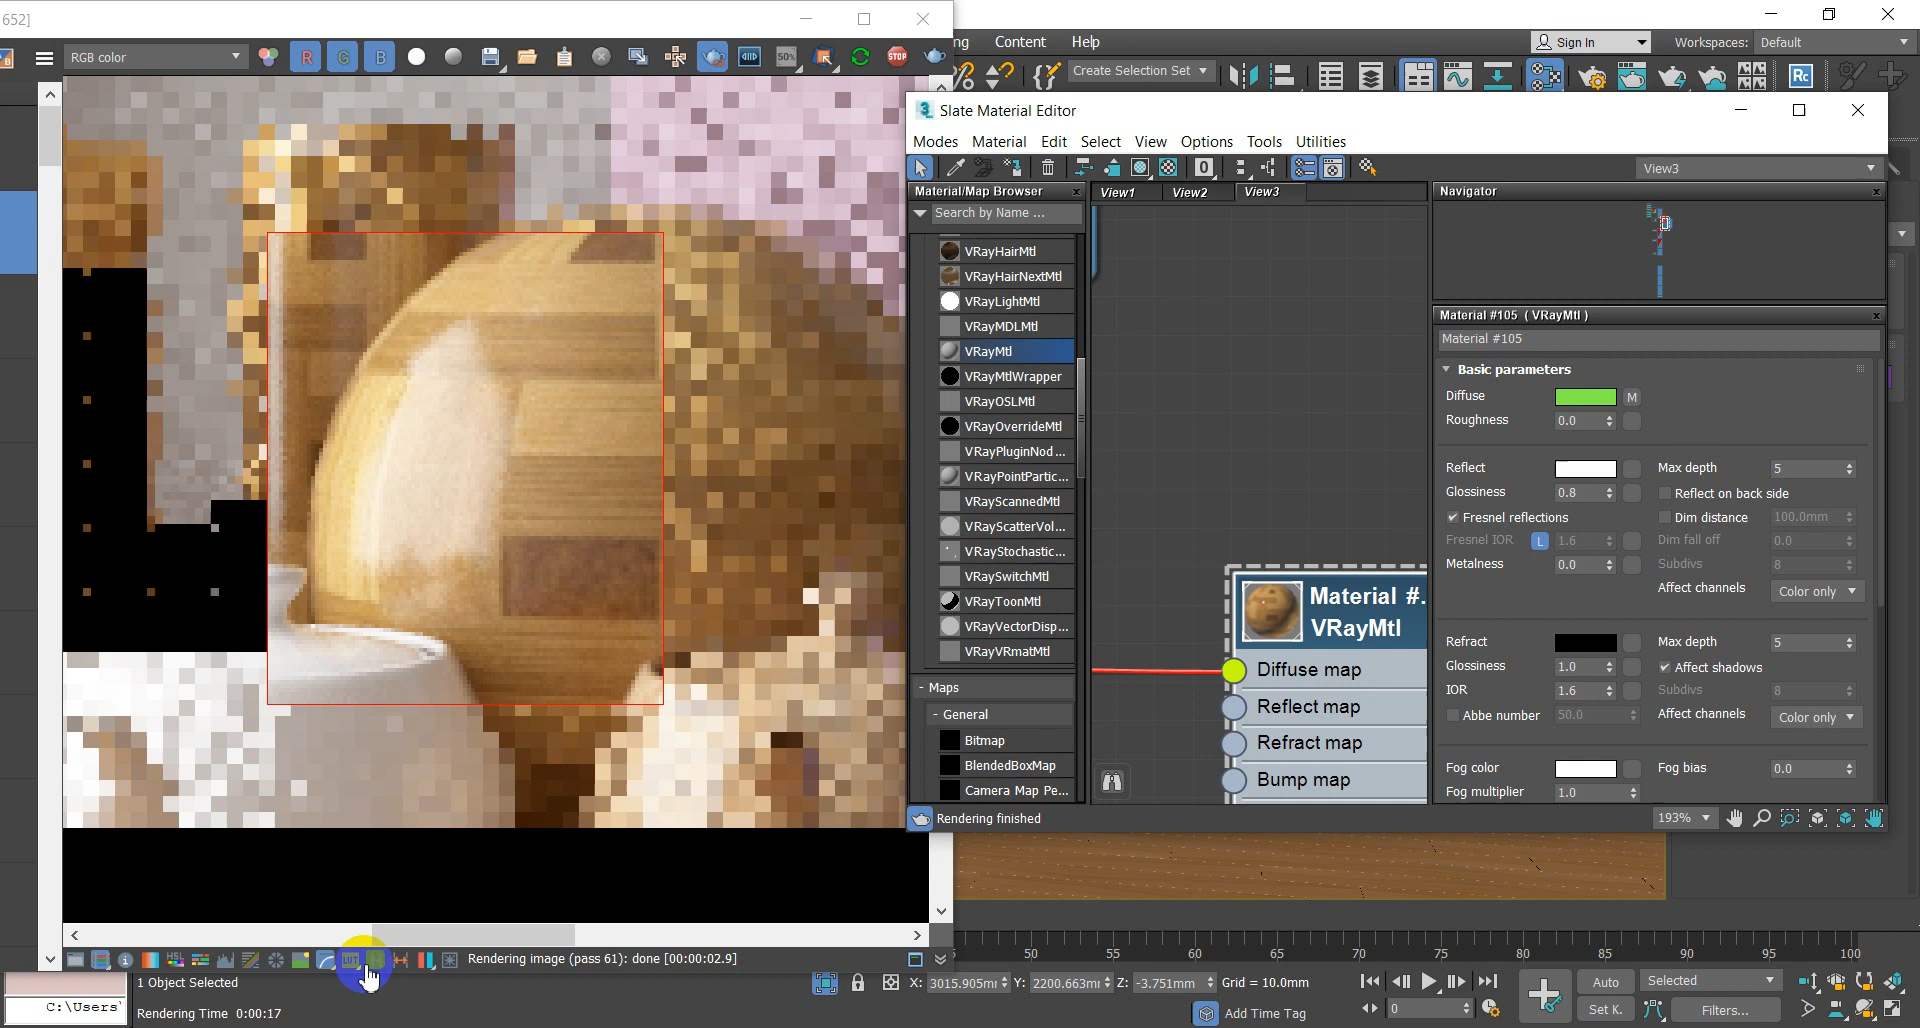 652]
RGB color
R
G
B
50%
STOP
ng
Content
Help
Sign In
Workspaces:
Default
Create Selection Set
Rc
Slate Material Editor
Modes
Material
Edit
Select
View
Options
Tools
Utilities
0
View3
Material/Map Browser
Search by Name ...
VRayHairMtl
VRayHairNextMtl
VRayLightMtl
VRayMDLMtl
VRayMtl
VRayMtlWrapper
VRayOSLMtl
VRayOverrideMtl
VRayPluginNod...
VRayPointPartic...
VRayScannedMtl
VRayScatterVol...
VRayStochastic...
VRaySwitchMtl
VRayToonMtl
VRayVectorDisp...
VRayVRmatMtl
- Maps
- General
Bitmap
BlendedBoxMap
Camera Map Pe...
View1
View2
View3
Material #.
VRayMtl
Diffuse map
Reflect map
Refract map
Bump map
Navigator
Material #105 ( VRayMtl )
Material #105
Basic parameters
Diffuse
M
Roughness
0.0
Reflect
Max depth
5
Glossiness
0.8
Reflect on back side
Fresnel reflections
Dim distance
100.0mm
Fresnel IOR
L
1.6
Dim fall off
0.0
Metalness
0.0
Subdivs
8
Affect channels
Color only
Refract
Max depth
5
Glossiness
1.0
Affect shadows
IOR
1.6
Subdivs
8
Abbe number
50.0
Affect channels
Color only
Fog color
Fog bias
0.0
Fog multiplier
1.0
Rendering finished
193%
HSL
LUT
Rendering image (pass 61): done [00:00:02.9]
5
50
55
60
65
70
75
80
85
90
95
100
C:\Users'
1 Object Selected
Rendering Time 0:00:17
X: 3015.905mi
Y: 2200.663mr
Z: -3.751mm
Grid = 10.0mm
Add Time Tag
0
Auto
Selected
Set K.
Filters...